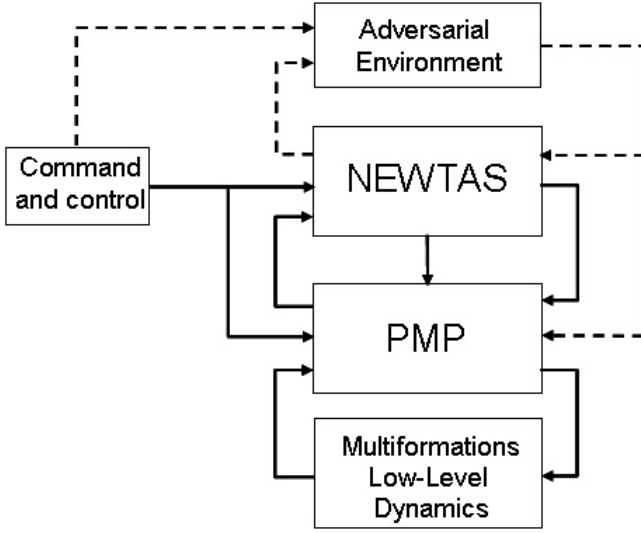 Adversarial
Environment
Command
and control
NEWTAS
PMP
Multiformations
Low-Level
Dynamics